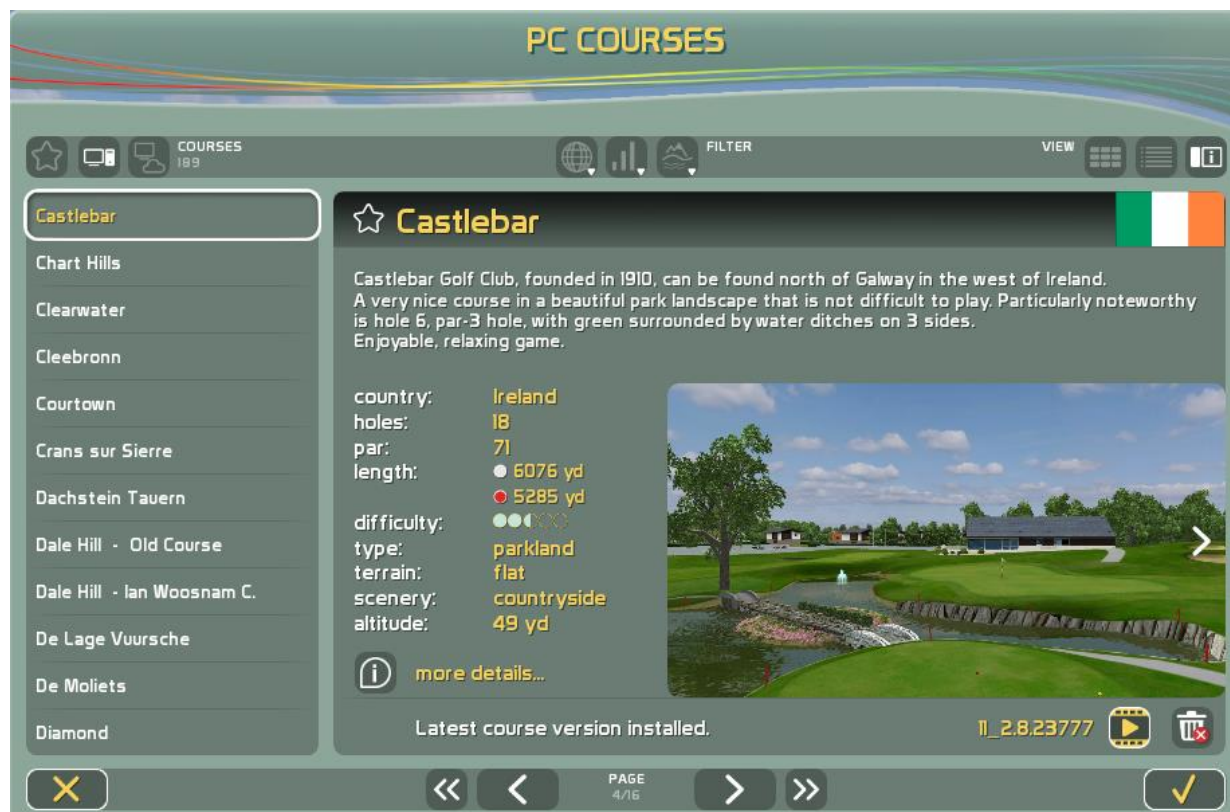 PC COURSES
COURSES
189
FILTER
VIEW
Castlebar
Chart Hills
Clearwater
Cleebronn
Courtown
Crans sur Sierre
Dachstein Tauern
Dale Hill - Old Course
Dale Hill - Ian Woosnam C.
De Lage Vuursche
De Moliets
Diamond
Castlebar
Castlebar Golf Club, founded in 1910, can be found north of Galway in the west of Ireland.
A very nice course in a beautiful park landscape that is not difficult to play. Particularly noteworthy
is hole 6, par-3 hole, with green surrounded by water ditches on 3 sides.
Enjoyable, relaxing game.
country: Ireland
holes: 18
par: 71
length: 6076 yd
5285 yd
difficulty:
type: parkland
terrain: flat
scenery: countryside
altitude: 49 yd
more details...
Latest course version installed.
11_2.8.23777
PAGE
4/16